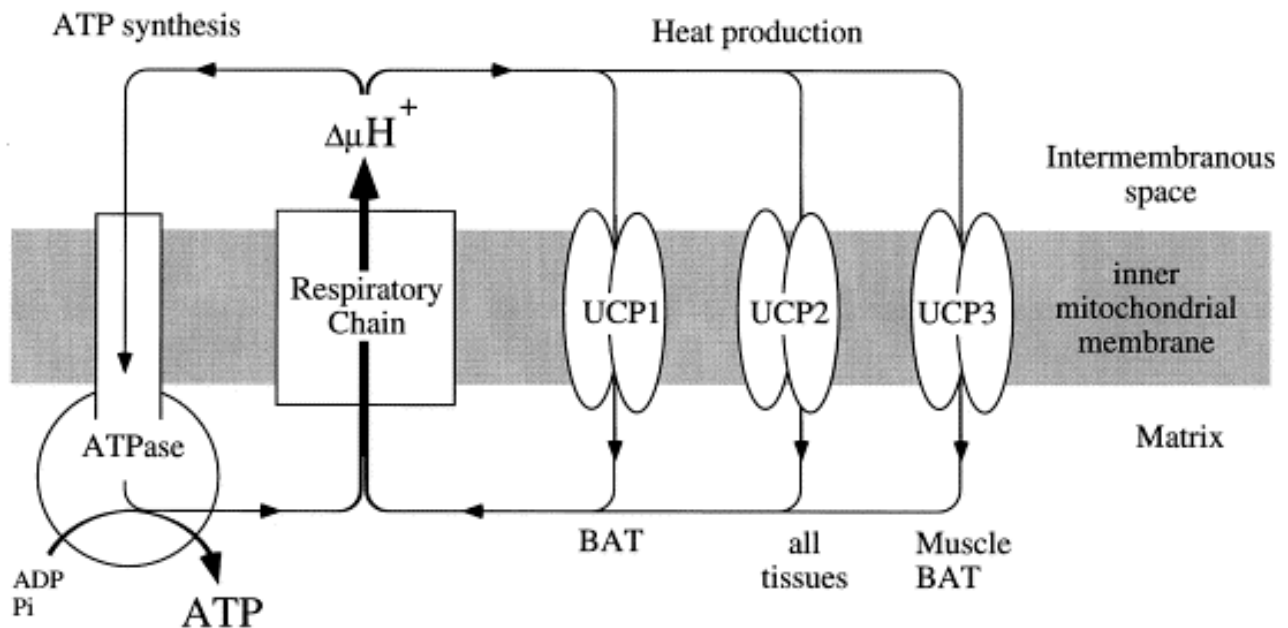 ATP synthesis
Heat production
ΔμH+
Intermembranous
space
Respiratory
Chain
UCP1
UCP2
UCP3
inner
mitochondrial
membrane
ATPase
Matrix
BAT
all
tissues
Muscle
BAT
ADP
Pi
ATP